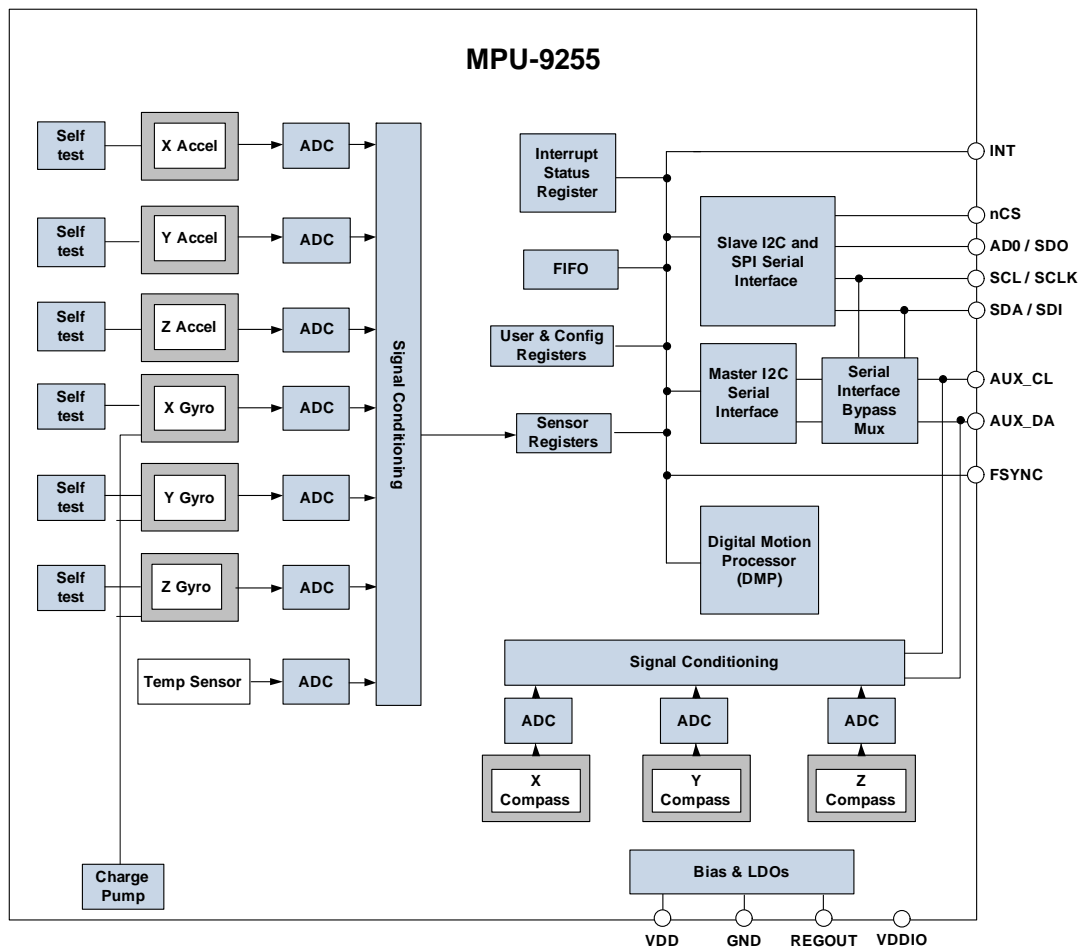 MPU-9255
Self
test
X Accel
ADC
Self
test
Y Accel
ADC
Self
test
Z Accel
ADC
Self
test
X Gyro
ADC
Self
test
Y Gyro
ADC
Self
test
Z Gyro
ADC
Temp Sensor
ADC
Charge
Pump
Signal Conditioning
Interrupt
Status
Register
FIFO
User & Config
Registers
Sensor
Registers
Slave I2C and
SPI Serial
Interface
Master I2C
Serial
Interface
Serial
Interface
Bypass
Mux
Digital Motion
Processor
(DMP)
INT
nCS
AD0 / SDO
SCL / SCLK
SDA / SDI
AUX_CL
AUX_DA
FSYNC
Signal Conditioning
ADC
ADC
ADC
X
Compass
Y
Compass
Z
Compass
Bias & LDOs
VDD
GND
REGOUT
VDDIO